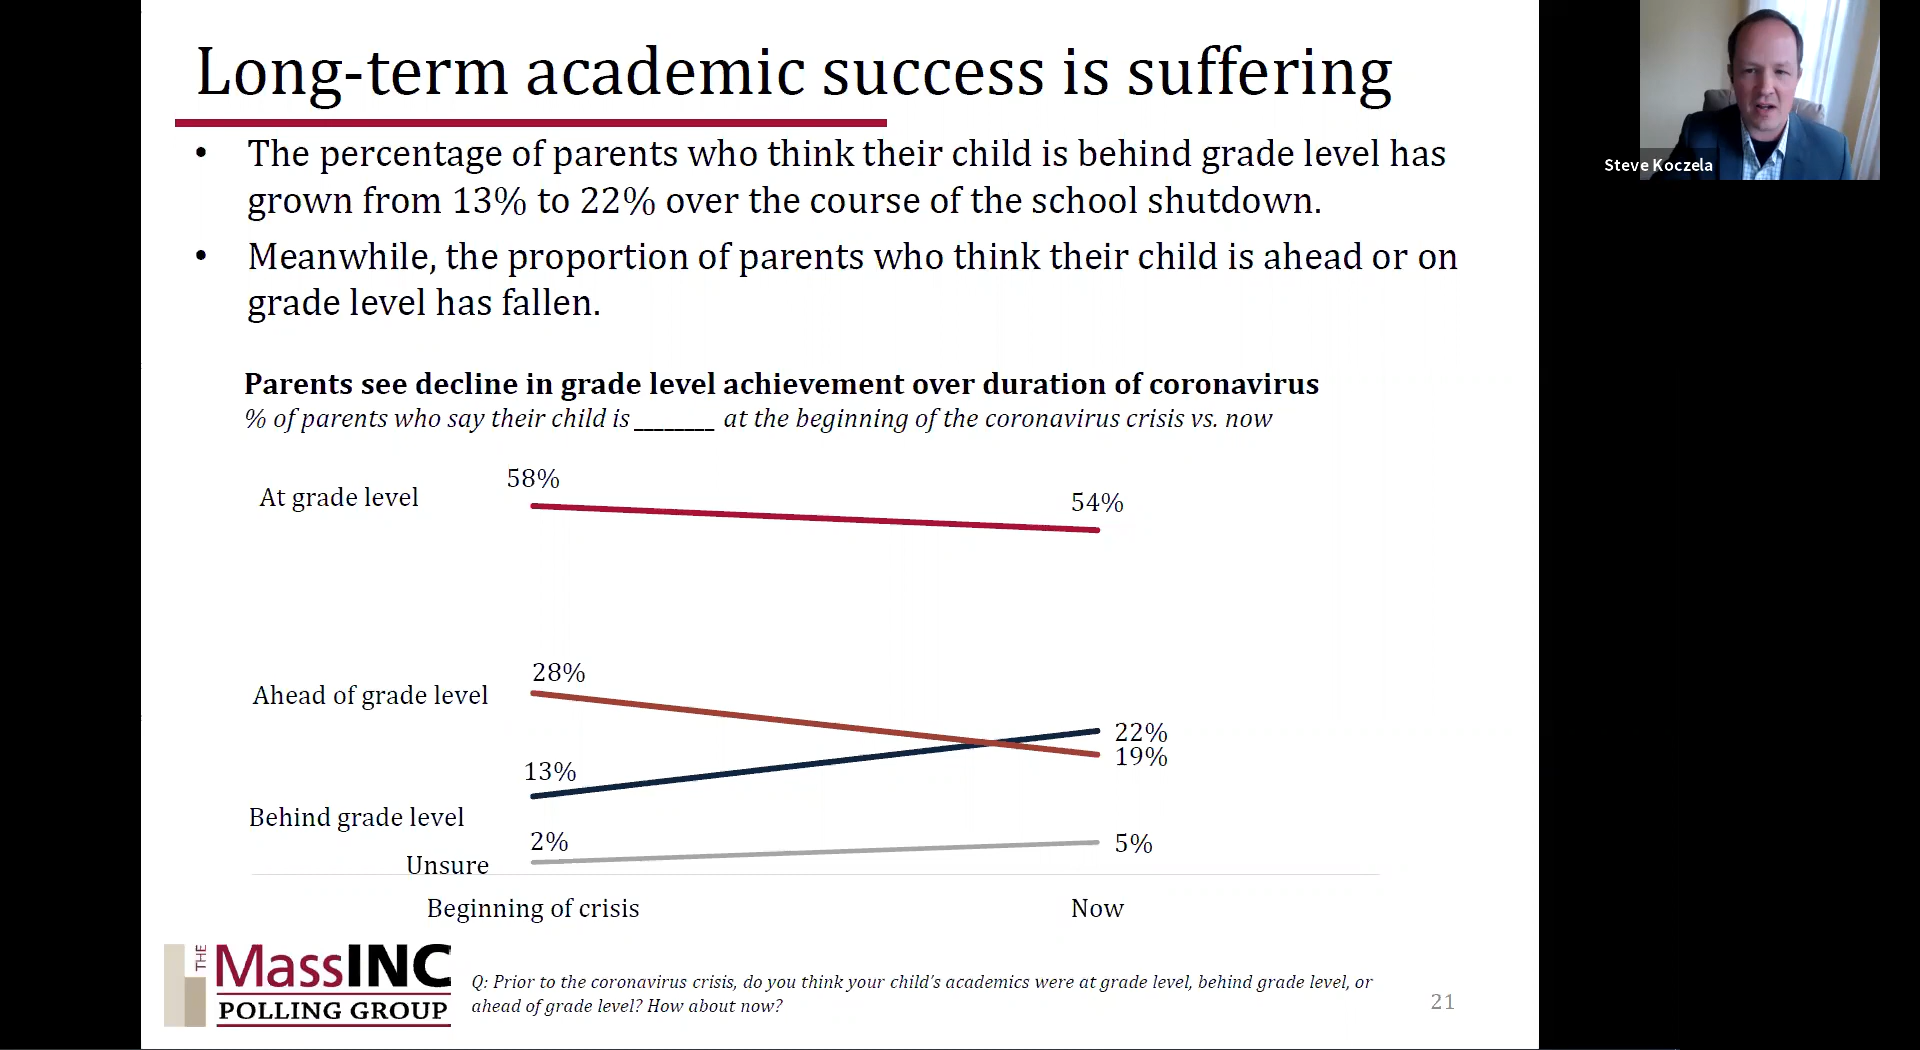 Long-term academic success is suffering
• The percentage of parents who think their child is behind grade level has
grown from 13% to 22% over the course of the school shutdown.
• Meanwhile, the proportion of parents who think their child is ahead or on
grade level has fallen.
Parents see decline in grade level achievement over duration of coronavirus
% of parents who say their child is ________ at the beginning of the coronavirus crisis vs. now
58%
At grade level
54%
28%
Ahead of grade level
22%
19%
13%
Behind grade level
2%
5%
Unsure
Beginning of crisis
Now
THE
MassINC
POLLING GROUP
Q: Prior to the coronavirus crisis, do you think your child's academics were at grade level, behind grade level, or
ahead of grade level? How about now?
21
Steve Koczela